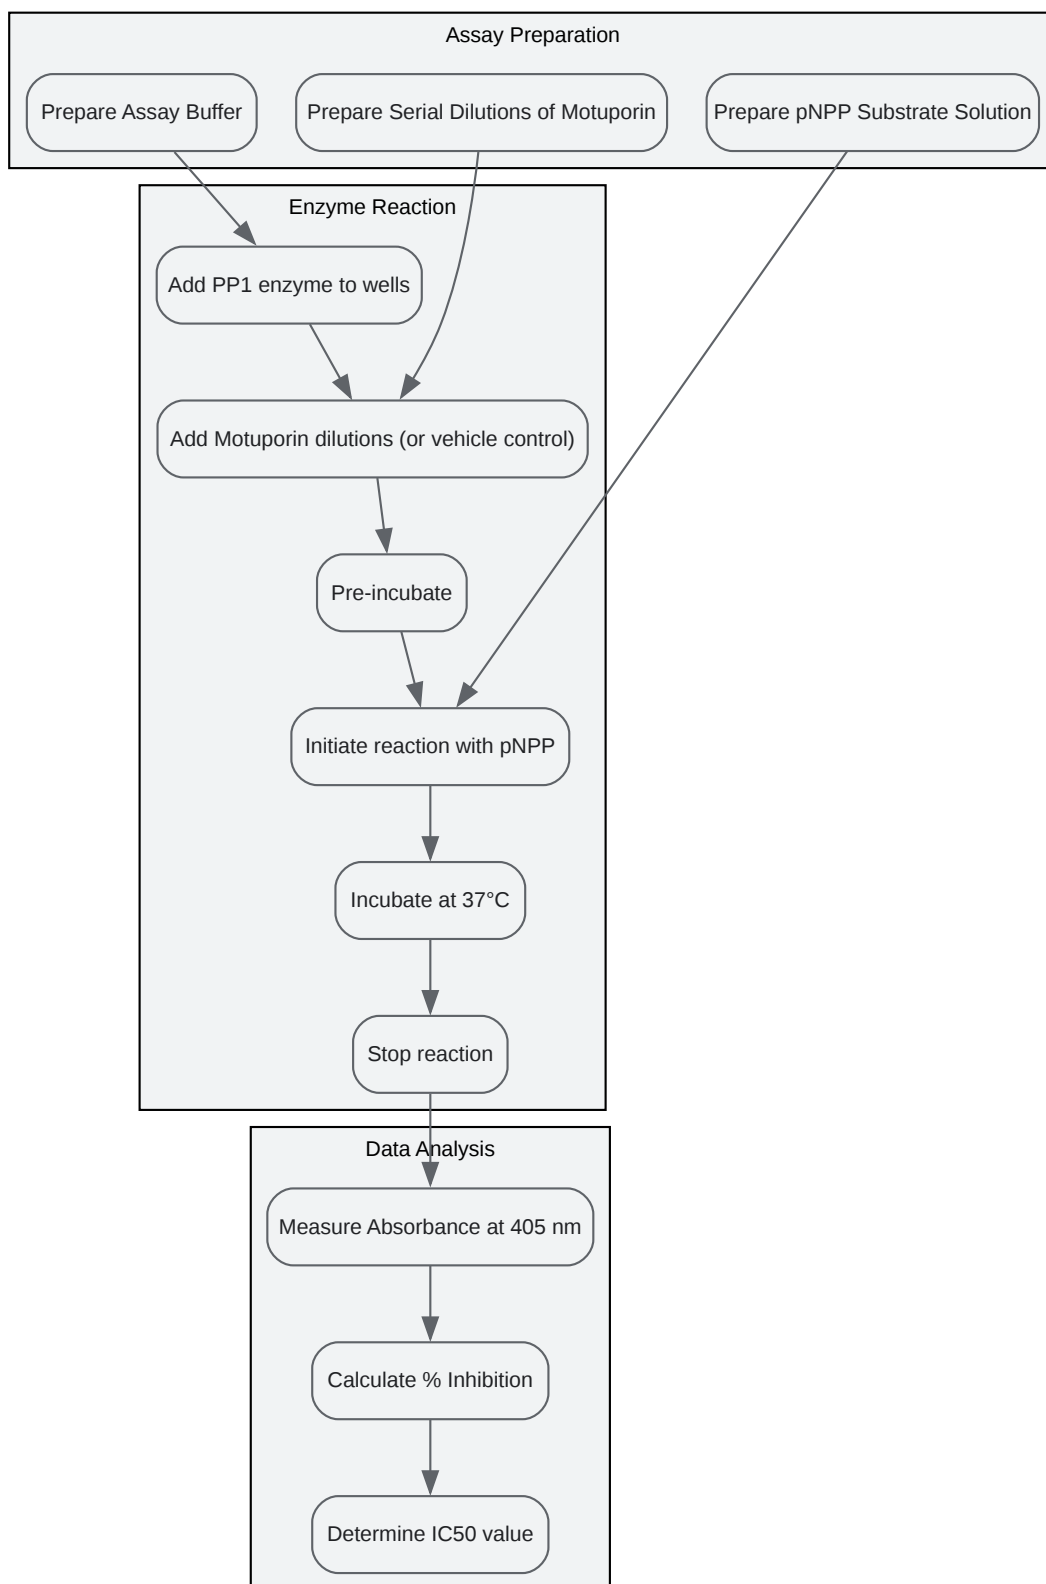 Assay Preparation
Prepare Assay Buffer
Prepare Serial Dilutions of Motuporin
Prepare pNPP Substrate Solution
Enzyme Reaction
Add PP1 enzyme to wells
Add Motuporin dilutions (or vehicle control)
Pre-incubate
Initiate reaction with pNPP
Incubate at 37°C
Stop reaction
Data Analysis
Measure Absorbance at 405 nm
Calculate % Inhibition
Determine IC50 value